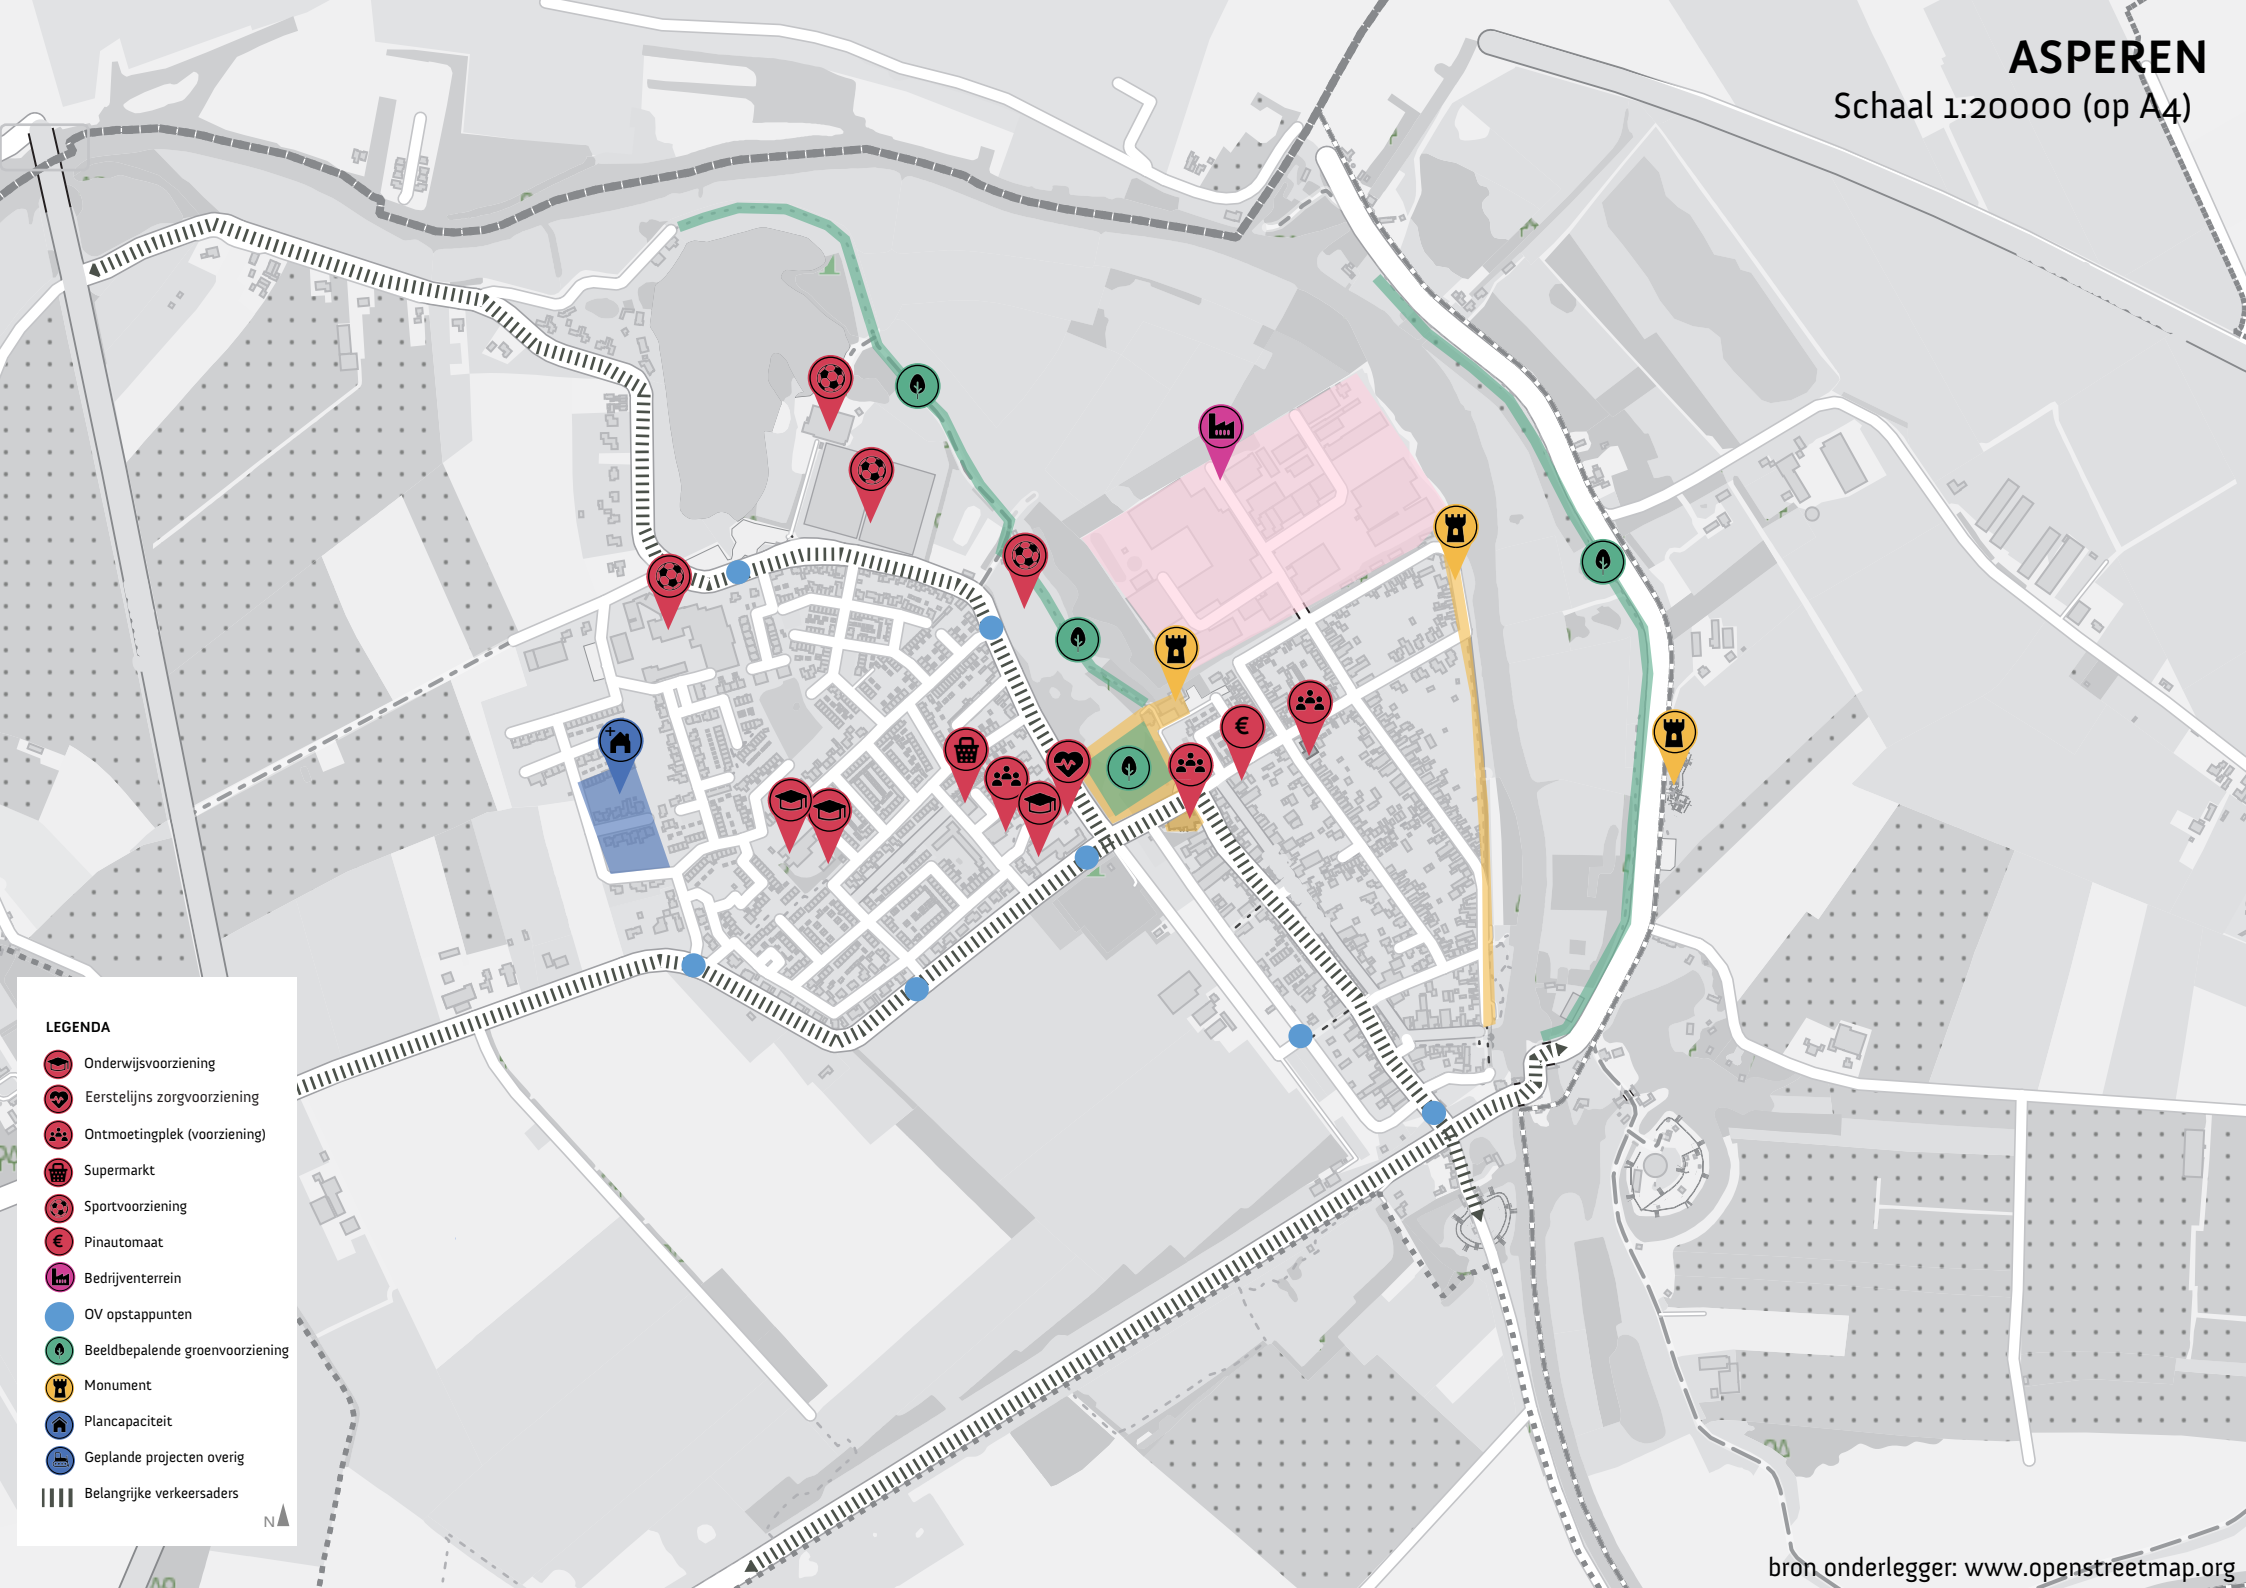 ASPEREN
Schaal 1:20000 (op A4)
€
LEGENDA
Onderwijsvoorziening
Eerstelijns zorgvoorziening
Ontmoetingplek (voorziening)
Supermarkt
Sportvoorziening
€ Pinautomaat
Bedrijventerrein
OV opstappunten
Beeldbepalende groenvoorziening
Monument
Plancapaciteit
Geplande projecten overig
Belangrijke verkeersaders
N
bron onderlegger: www.openstreetmap.org